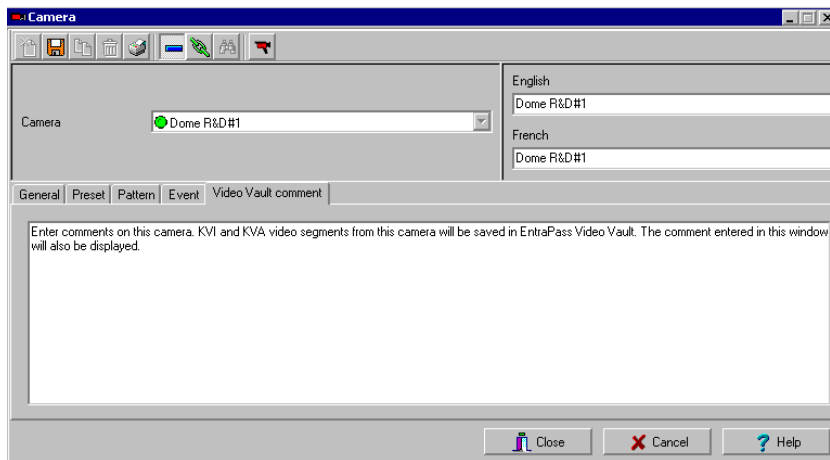 Camera
English
Dome R&D#1
Camera
Dome R&D#1
French
Dome R&D#1
General Preset Pattern Event Video Vault comment
Enter comments on this camera. KVI and KVA video segments from this camera will be saved in EntraPass Video Vault. The comment entered in this window
will also be displayed.
Close Cancel Help